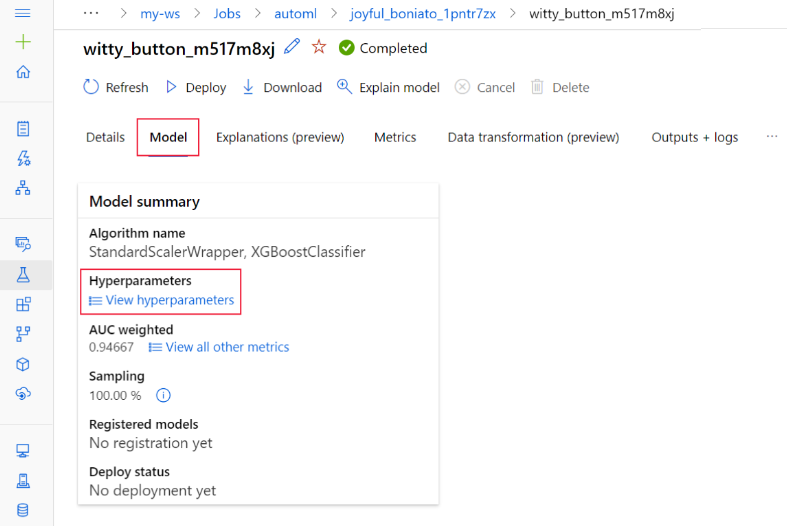 ··· > my-ws > Jobs > automl > joyful_boniato_1pntr7zx > witty_button_m517m8xj
witty_button_m517m8xj Completed
Refresh Deploy Download Explain model Cancel Delete
Details Model Explanations (preview) Metrics Data transformation (preview) Outputs + logs ···
Model summary
Algorithm name
StandardScalerWrapper, XGBoostClassifier
Hyperparameters
View hyperparameters
AUC weighted
0.94667 View all other metrics
Sampling
100.00 %
Registered models
No registration yet
Deploy status
No deployment yet